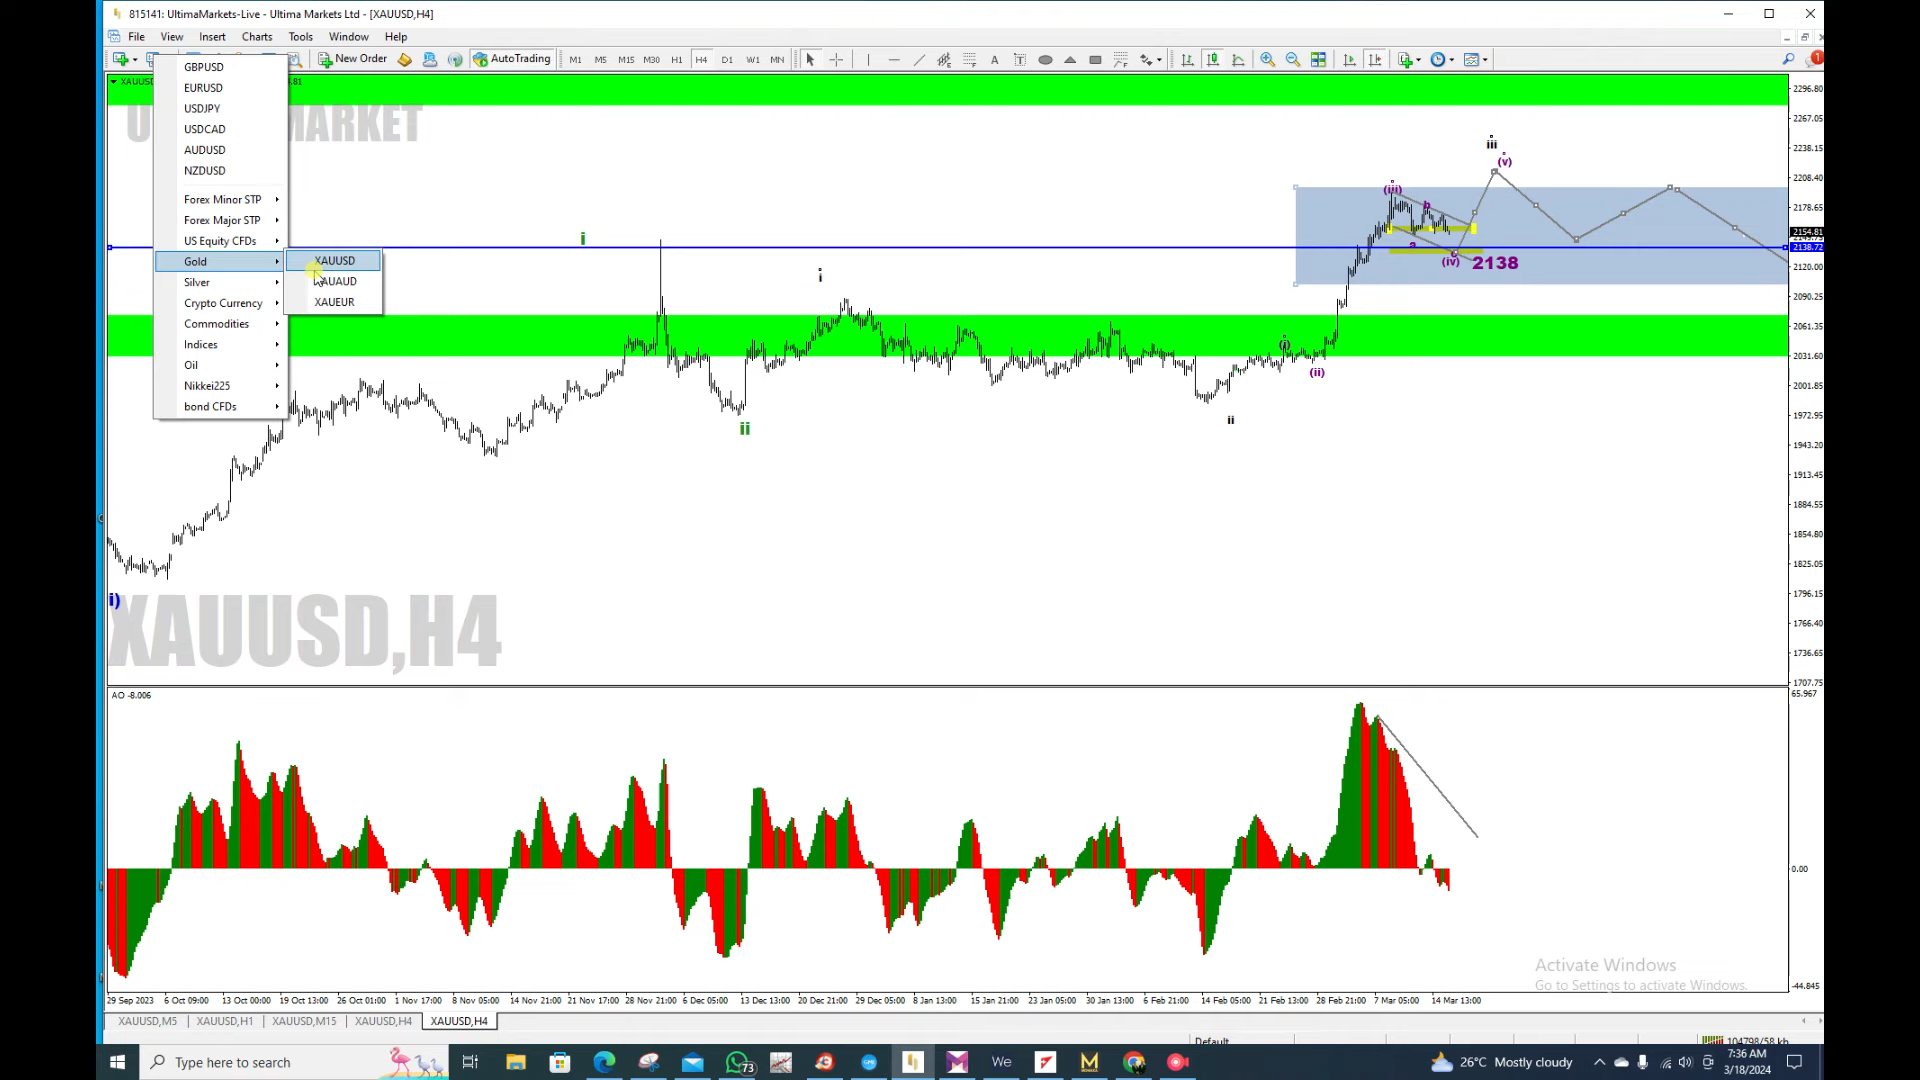 815141: UltimaMarkets-Live - Ultima Markets Ltd - [XAUUSD,H4]
File View Insert Charts Tools Window Help
New Order AutoTrading M1 M5 M15 M30 H1 H4 D1 W1 MN
GBPUSD
EURUSD
USDJPY
USDCAD
AUDUSD
NZDUSD
Forex Minor STP
Forex Major STP
US Equity CFDs
Gold
Silver
Crypto Currency
Commodities
Indices
Oil
Nikkei225
bond CFDs
XAUUSD
XAUAUD
XAUEUR
MARKET
XAUUSD,H4
i)
i
ii
i
ii
(i)
(ii)
(iii)
a
b
(iv) 2138
iii
(v)
2296.80
2267.05
2238.15
2208.40
2178.65
2154.81
2138.72
2120.00
2090.25
2061.35
2031.60
2001.85
1972.95
1943.20
1913.45
1884.55
1854.80
1825.05
1796.15
1766.40
1736.65
1707.75
AO -8.006
65.967
0.00
-44.845
Activate Windows
Go to Settings to activate Windows.
29 Sep 2023 6 Oct 09:00 13 Oct 00:00 19 Oct 13:00 26 Oct 01:00 1 Nov 17:00 8 Nov 05:00 14 Nov 21:00 21 Nov 17:00 28 Nov 21:00 6 Dec 05:00 13 Dec 13:00 20 Dec 21:00 29 Dec 05:00 8 Jan 13:00 15 Jan 21:00 23 Jan 05:00 30 Jan 13:00 6 Feb 21:00 14 Feb 05:00 21 Feb 13:00 28 Feb 21:00 7 Mar 05:00 14 Mar 13:00
XAUUSD,M5 XAUUSD,H1 XAUUSD,M15 XAUUSD,H4 XAUUSD,H4
Default 104798/58 kb
Type here to search
73
We
26°C Mostly cloudy
7:36 AM
3/18/2024